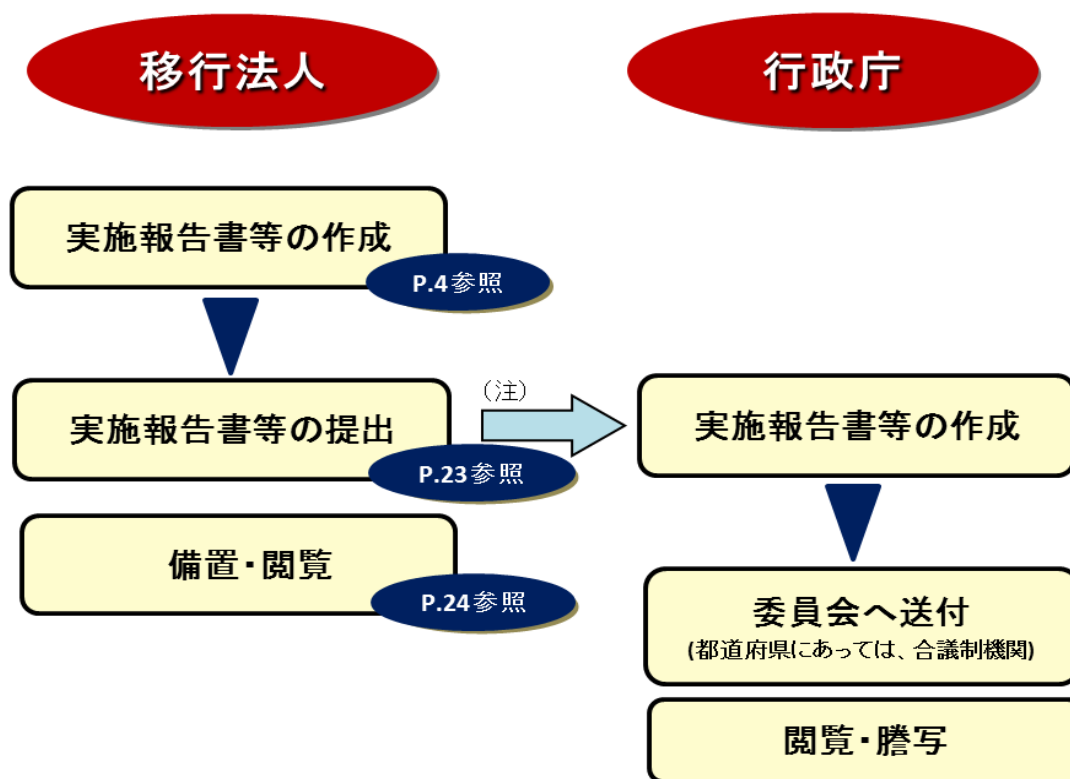 移行法人
行政庁
実施報告書等の作成
P.4参照
実施報告書等の提出
P.23参照
(注)
実施報告書等の作成
備置・閲覧
P.24参照
委員会へ送付
(都道府県にあっては、合議制機関)
閲覧・謄写